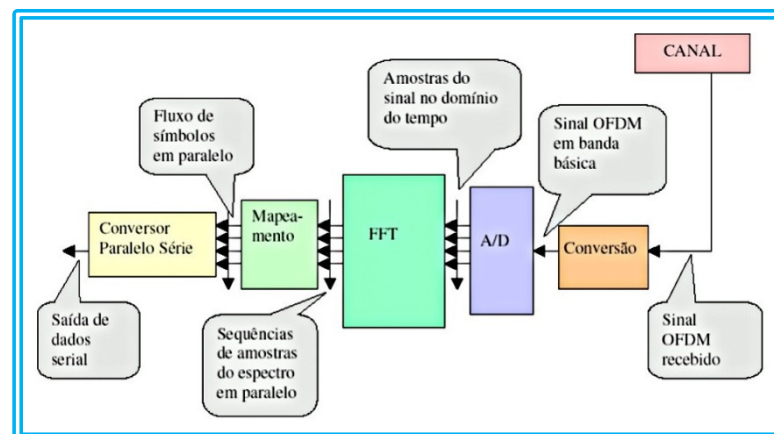 CANAL
Amostras do
sinal no domínio
do tempo
Fluxo de
símbolos
em paralelo
Sinal OFDM
em banda
básica
Conversor
Paralelo Série
Mapea-
mento
FFT
A/D
Conversão
Saída de
dados
serial
Sequências
de amostras
do espectro
em paralelo
Sinal
OFDM
recebido